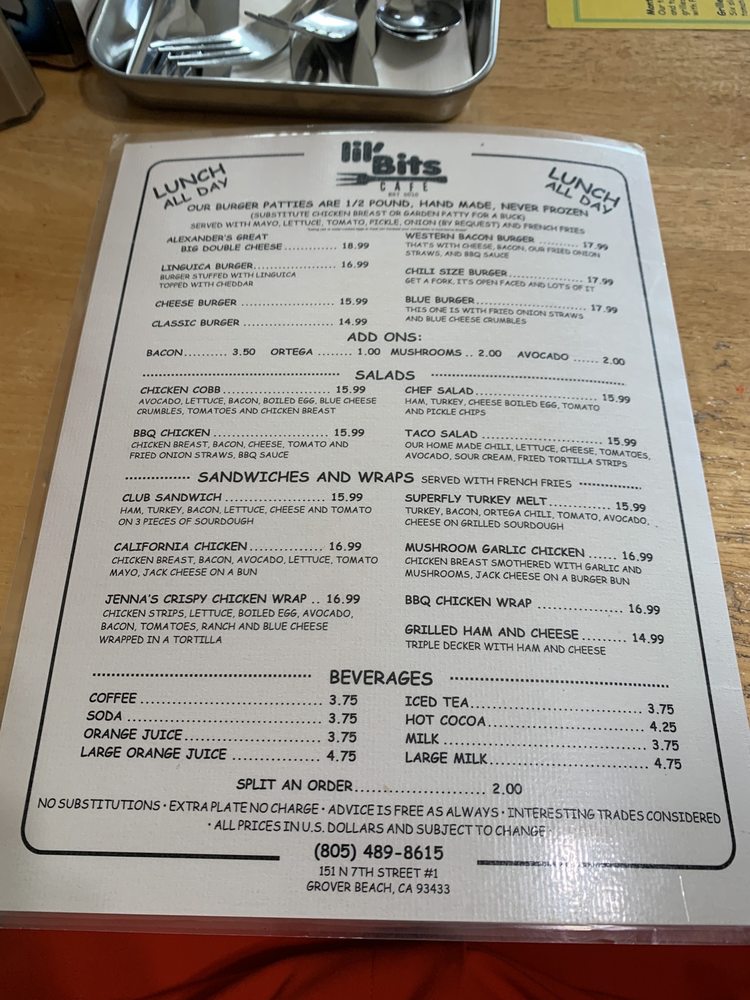 LUNCH
ALL DAY
lil' Bits
CAFE
LUNCH
ALL DAY
OUR BURGER PATTIES ARE 1/2 POUND, HAND MADE, NEVER FROZEN
(SUBSTITUTE CHICKEN BREAST OR GARDEN PATTY FOR A BUCK)
SERVED WITH MAYO, LETTUCE, TOMATO, PICKLE, ONION (BY REQUEST) AND FRENCH FRIES
ALEXANDER'S GREAT
BIG DOUBLE CHEESE ............ 18.99
LINGUICA BURGER..................... 16.99
BURGER STUFFED WITH LINGUICA
TOPPED WITH CHEDDAR
CHEESE BURGER ........................ 15.99
CLASSIC BURGER ....................... 14.99
WESTERN BACON BURGER .......... 17.99
THAT'S WITH CHEESE, BACON, OUR FRIED ONION
STRAWS, AND BBQ SAUCE
CHILI SIZE BURGER.................. 17.99
GET A FORK, IT'S OPEN FACED AND LOTS OF IT
BLUE BURGER........................... 17.99
THIS ONE IS WITH FRIED ONION STRAWS
AND BLUE CHEESE CRUMBLES
ADD ONS:
BACON.......... 3.50 ORTEGA ........ 1.00 MUSHROOMS .. 2.00 AVOCADO ...... 2.00
SALADS
CHICKEN COBB ......................... 15.99
AVOCADO, LETTUCE, BACON, BOILED EGG, BLUE CHEESE
CRUMBLES, TOMATOES AND CHICKEN BREAST
BBQ CHICKEN ........................... 15.99
CHICKEN BREAST, BACON, CHEESE, TOMATO AND
FRIED ONION STRAWS, BBQ SAUCE
CHEF SALAD............................. 15.99
HAM, TURKEY, CHEESE BOILED EGG, TOMATO
AND PICKLE CHIPS
TACO SALAD ............................ 15.99
OUR HOME MADE CHILI, LETTUCE, CHEESE, TOMATOES,
AVOCADO, SOUR CREAM, FRIED TORTILLA STRIPS
SANDWICHES AND WRAPS SERVED WITH FRENCH FRIES
CLUB SANDWICH ....................... 15.99
HAM, TURKEY, BACON, LETTUCE, CHEESE AND TOMATO
ON 3 PIECES OF SOURDOUGH
CALIFORNIA CHICKEN................ 16.99
CHICKEN BREAST, BACON, AVOCADO, LETTUCE, TOMATO
MAYO, JACK CHEESE ON A BUN
JENNA'S CRISPY CHICKEN WRAP .. 16.99
CHICKEN STRIPS, LETTUCE, BOILED EGG, AVOCADO,
BACON, TOMATOES, RANCH AND BLUE CHEESE
WRAPPED IN A TORTILLA
SUPERFLY TURKEY MELT............... 15.99
TURKEY, BACON, ORTEGA CHILI, TOMATO, AVOCADO,
CHEESE ON GRILLED SOURDOUGH
MUSHROOM GARLIC CHICKEN ...... 16.99
CHICKEN BREAST SMOTHERED WITH GARLIC AND
MUSHROOMS, JACK CHEESE ON A BURGER BUN
BBQ CHICKEN WRAP .................. 16.99
GRILLED HAM AND CHEESE......... 14.99
TRIPLE DECKER WITH HAM AND CHEESE
BEVERAGES
COFFEE ................................. 3.75
SODA .................................... 3.75
ORANGE JUICE......................... 3.75
LARGE ORANGE JUICE ................ 4.75
ICED TEA................................ 3.75
HOT COCOA............................. 4.25
MILK ..................................... 3.75
LARGE MILK............................. 4.75
SPLIT AN ORDER...................... 2.00
NO SUBSTITUTIONS · EXTRA PLATE NO CHARGE · ADVICE IS FREE AS ALWAYS · INTERESTING TRADES CONSIDERED
· ALL PRICES IN U.S. DOLLARS AND SUBJECT TO CHANGE ·
(805) 489-8615
151 N 7TH STREET #1
GROVER BEACH, CA 93433